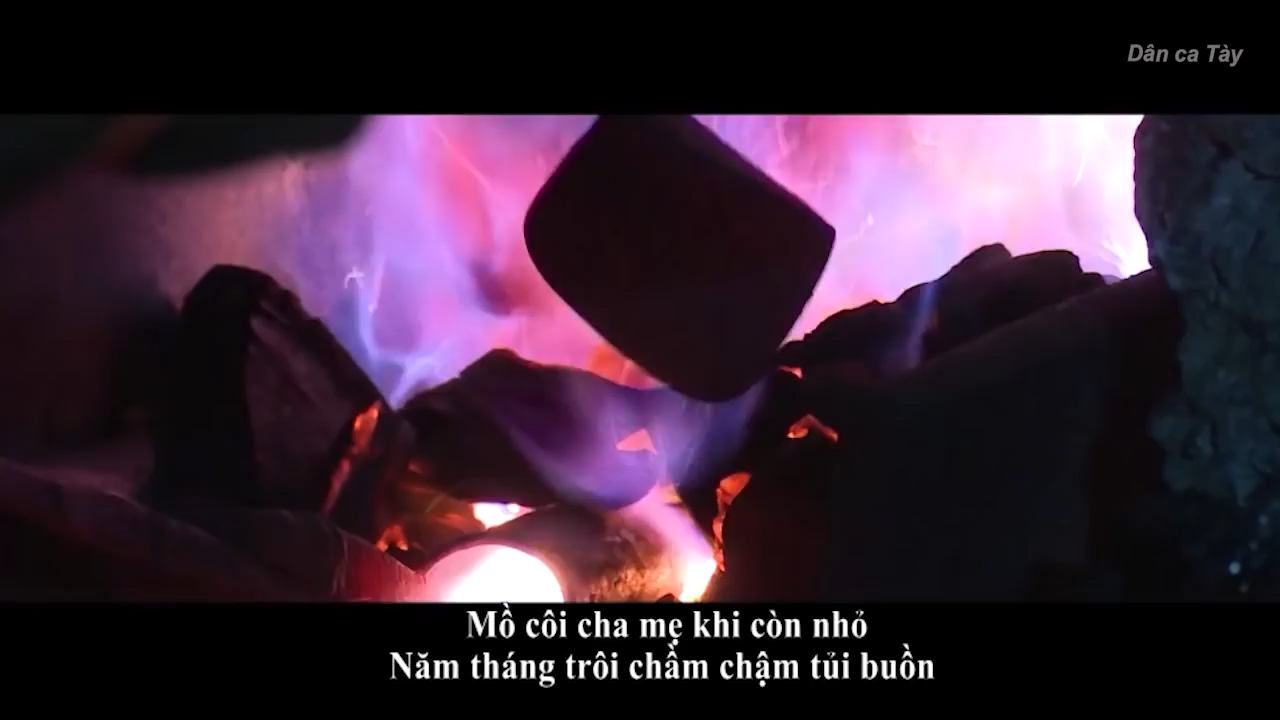 Dân ca Tày
Mồ côi cha mẹ khi còn nhỏ
Năm tháng trôi chầm chậm tủi buồn